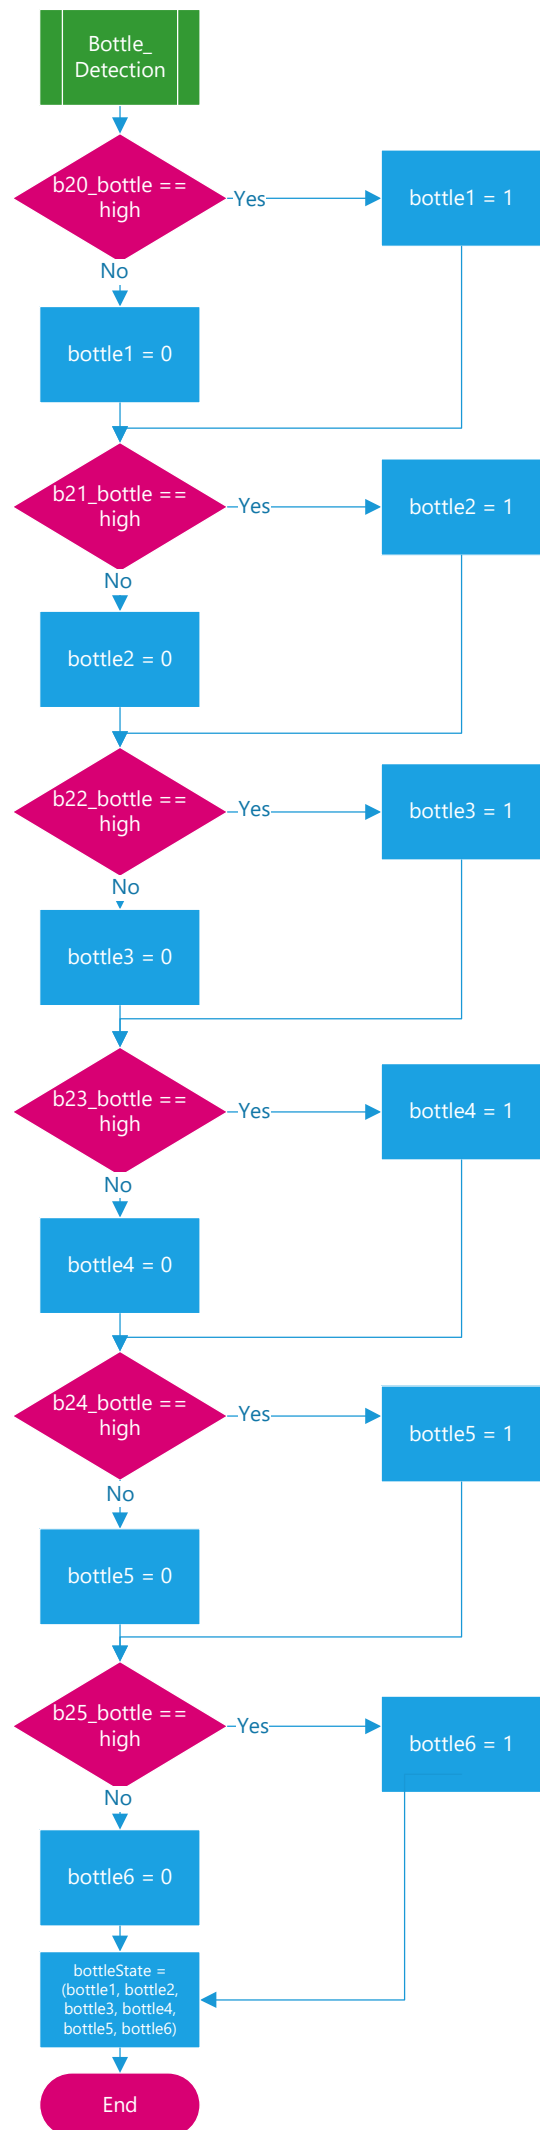 Bottle_
Detection
b20_bottle ==
high
Yes
bottle1 = 1
No
bottle1 = 0
b21_bottle ==
high
Yes
bottle2 = 1
No
bottle2 = 0
b22_bottle ==
high
Yes
bottle3 = 1
No
bottle3 = 0
b23_bottle ==
high
Yes
bottle4 = 1
No
bottle4 = 0
b24_bottle ==
high
Yes
bottle5 = 1
No
bottle5 = 0
b25_bottle ==
high
Yes
bottle6 = 1
No
bottle6 = 0
bottleState =
(bottle1, bottle2,
bottle3, bottle4,
bottle5, bottle6)
End